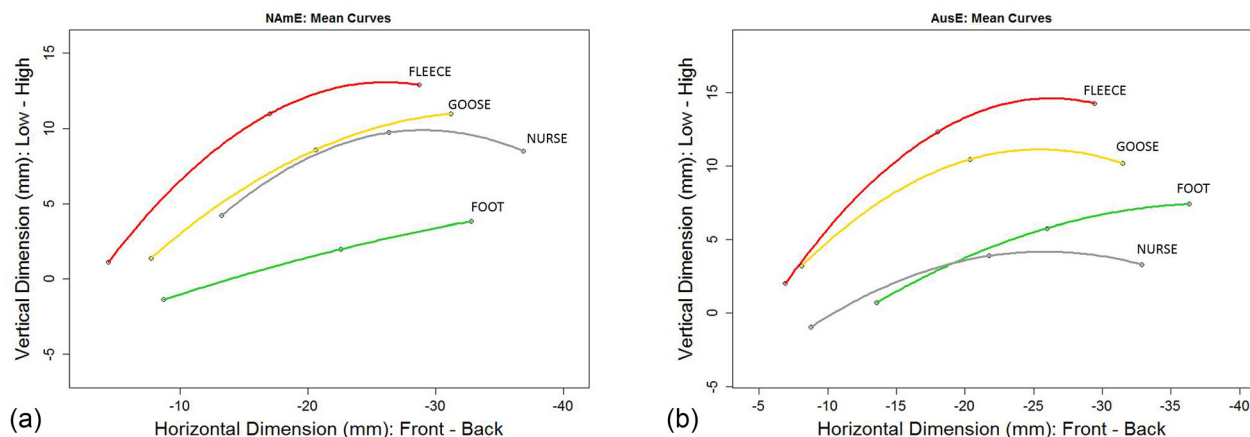 NAmE: Mean Curves
Vertical Dimension (mm): Low - High
15
10
5
0
-5
FLEECE
GOOSE
NURSE
FOOT
-10
-20
-30
-40
Horizontal Dimension (mm): Front - Back
(a)
AusE: Mean Curves
Vertical Dimension (mm): Low - High
15
10
5
0
-5
FLEECE
GOOSE
FOOT
NURSE
-5
-10
-15
-20
-25
-30
-35
-40
Horizontal Dimension (mm): Front - Back
(b)